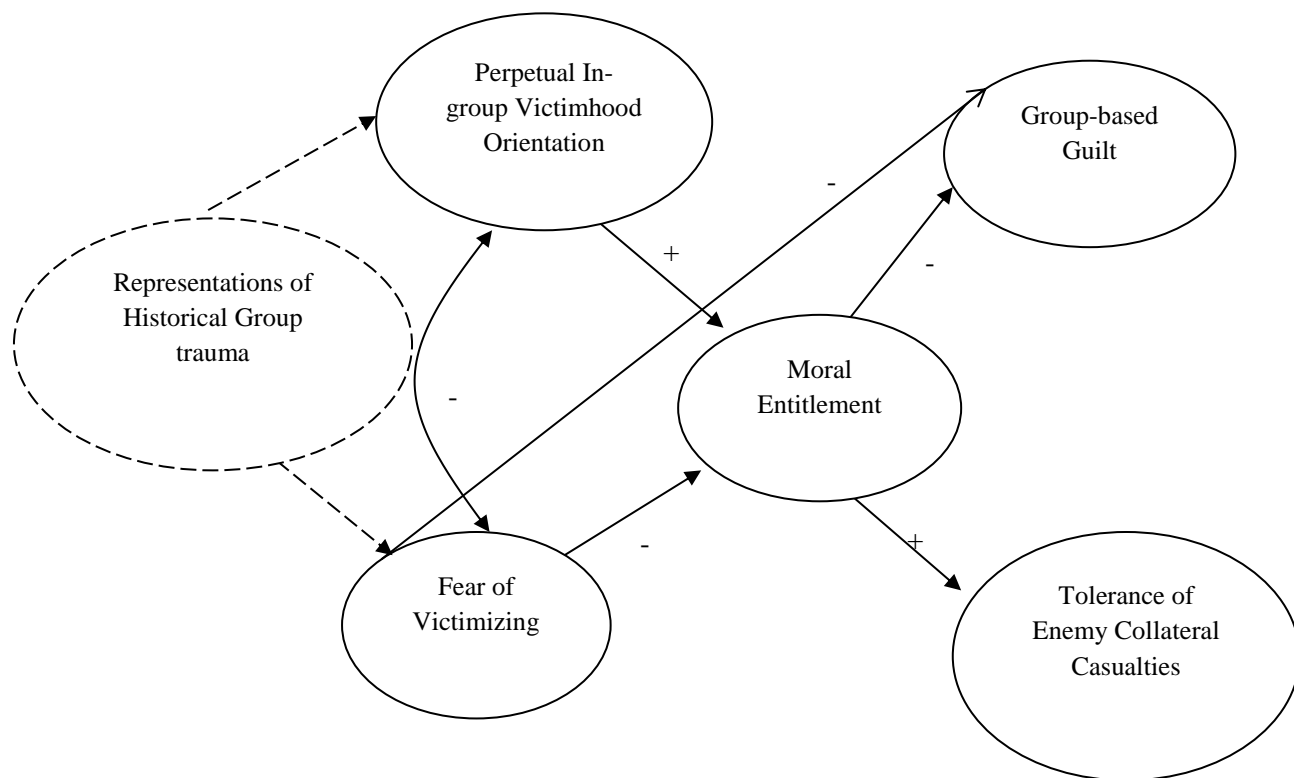 Perpetual In-
group Victimhood
Orientation
Group-based
Guilt
-
+
-
Representations of
Historical Group
trauma
Moral
Entitlement
-
-
+
Fear of
Victimizing
Tolerance of
Enemy Collateral
Casualties